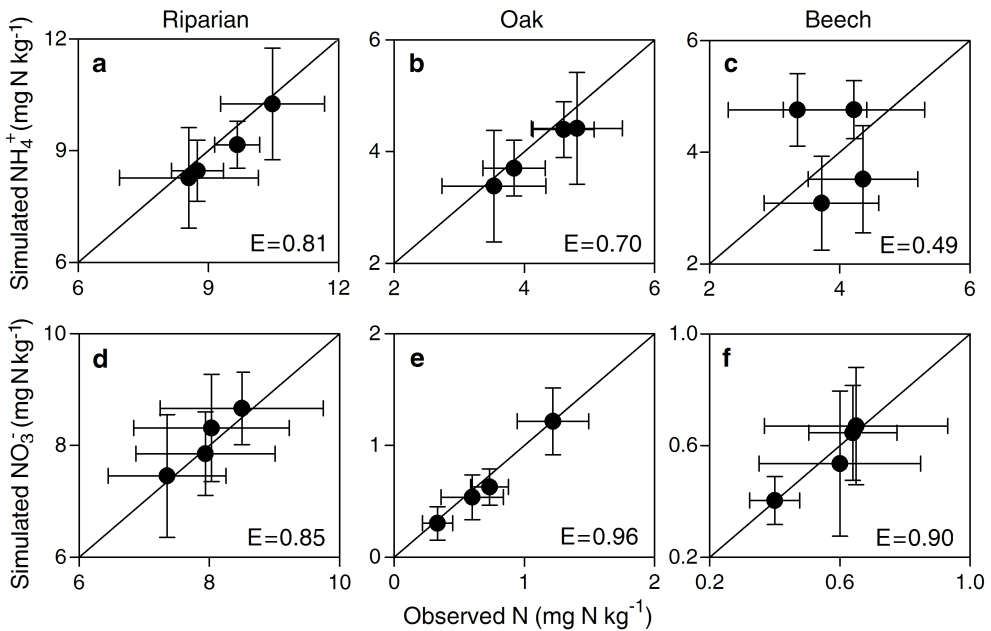 Riparian Oak Beech
Simulated NH₄⁺ (mg N kg⁻¹)
12 6 6
a b c
9 4 4
E=0.81 E=0.70 E=0.49
6 2 2
6 9 12 2 4 6 2 4 6
Simulated NO₃⁻ (mg N kg⁻¹)
10 2 1.0
d e f
8 1 0.6
E=0.85 E=0.96 E=0.90
6 0 0.2
6 8 10 0 1 2 0.2 0.6 1.0
Observed N (mg N kg⁻¹)